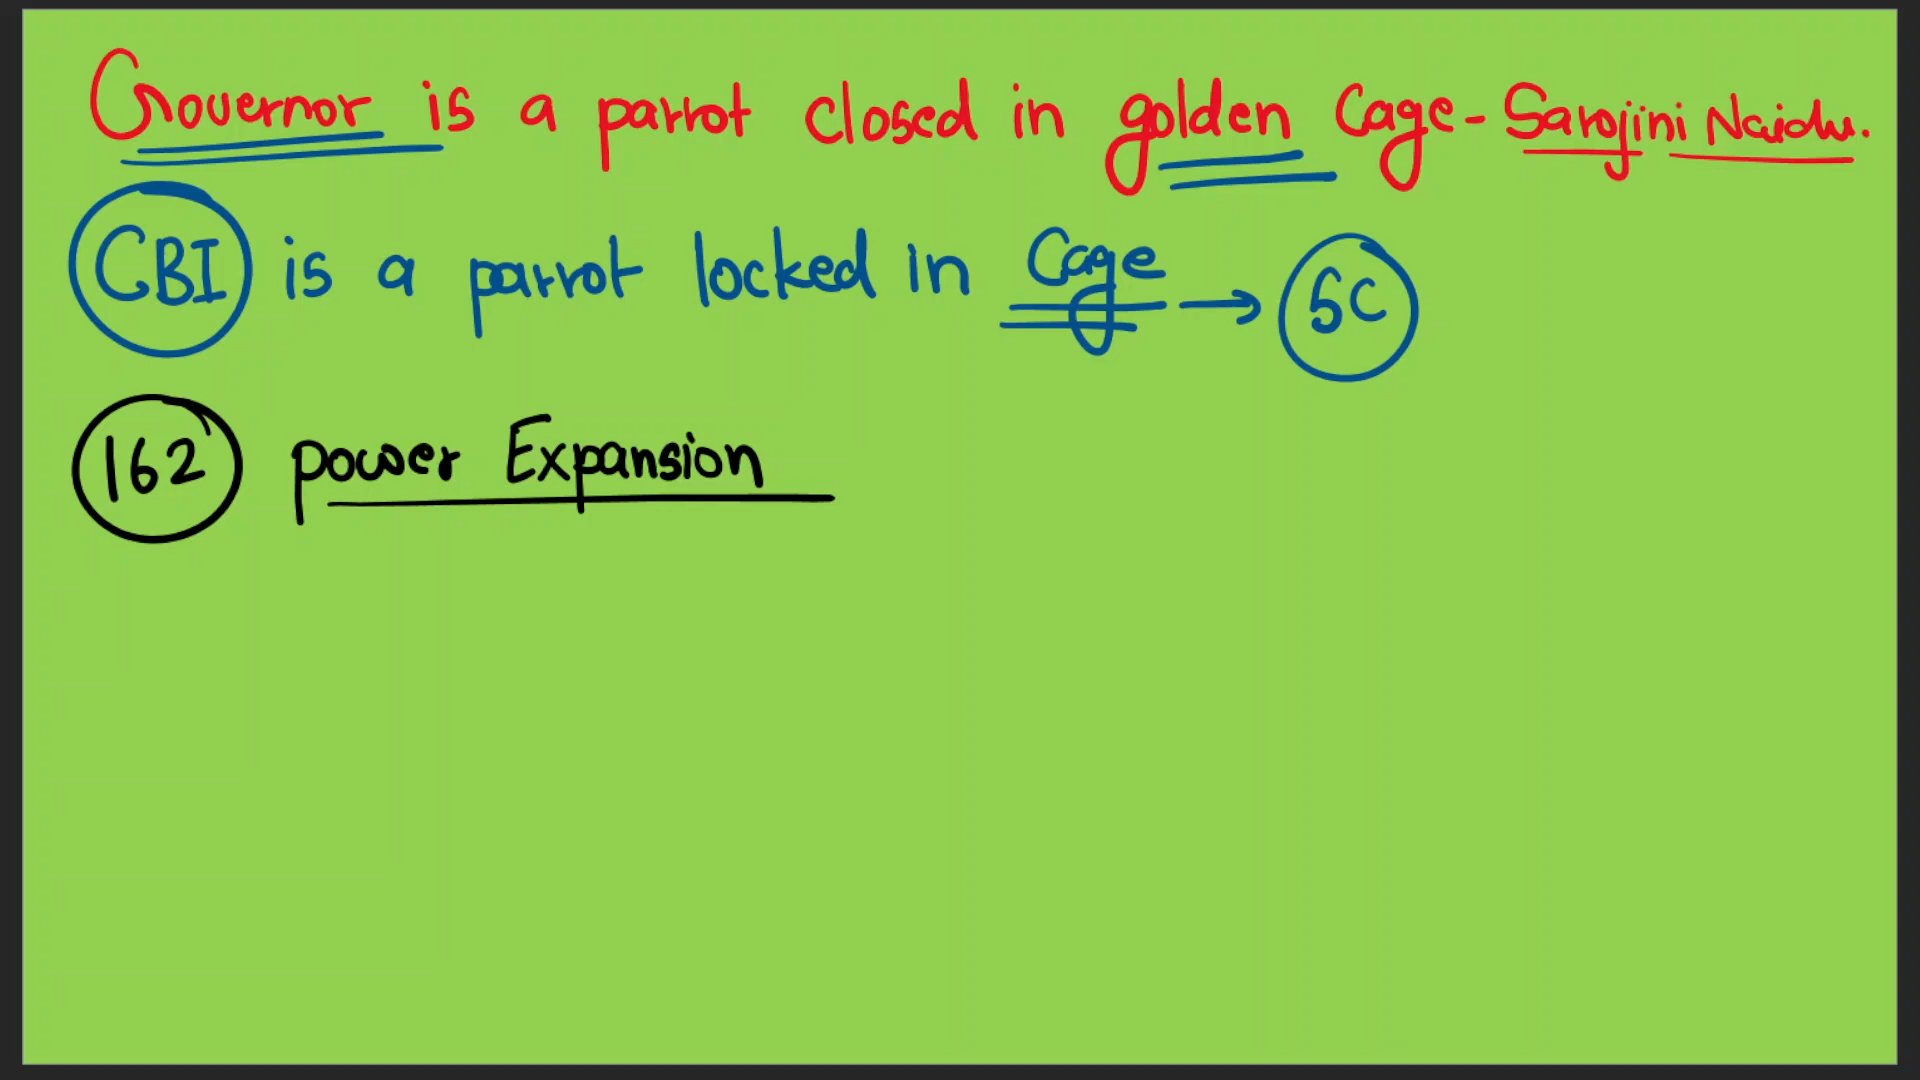 Governor is a parrot closed in golden Cage - Sarojini Naidu.
CBI is a parrot locked in Cage → SC
162 power Expansion